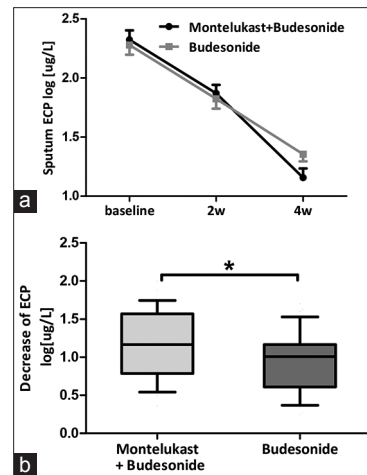 Montelukast+Budesonide
Budesonide
Sputum ECP log [ug/L]
2.5
2.0
1.5
1.0
baseline 2w 4w
a
Decrease of ECP
log[ug/L]
2.5
2.0
1.5
1.0
0.5
0.0
*
Montelukast
+ Budesonide
Budesonide
b